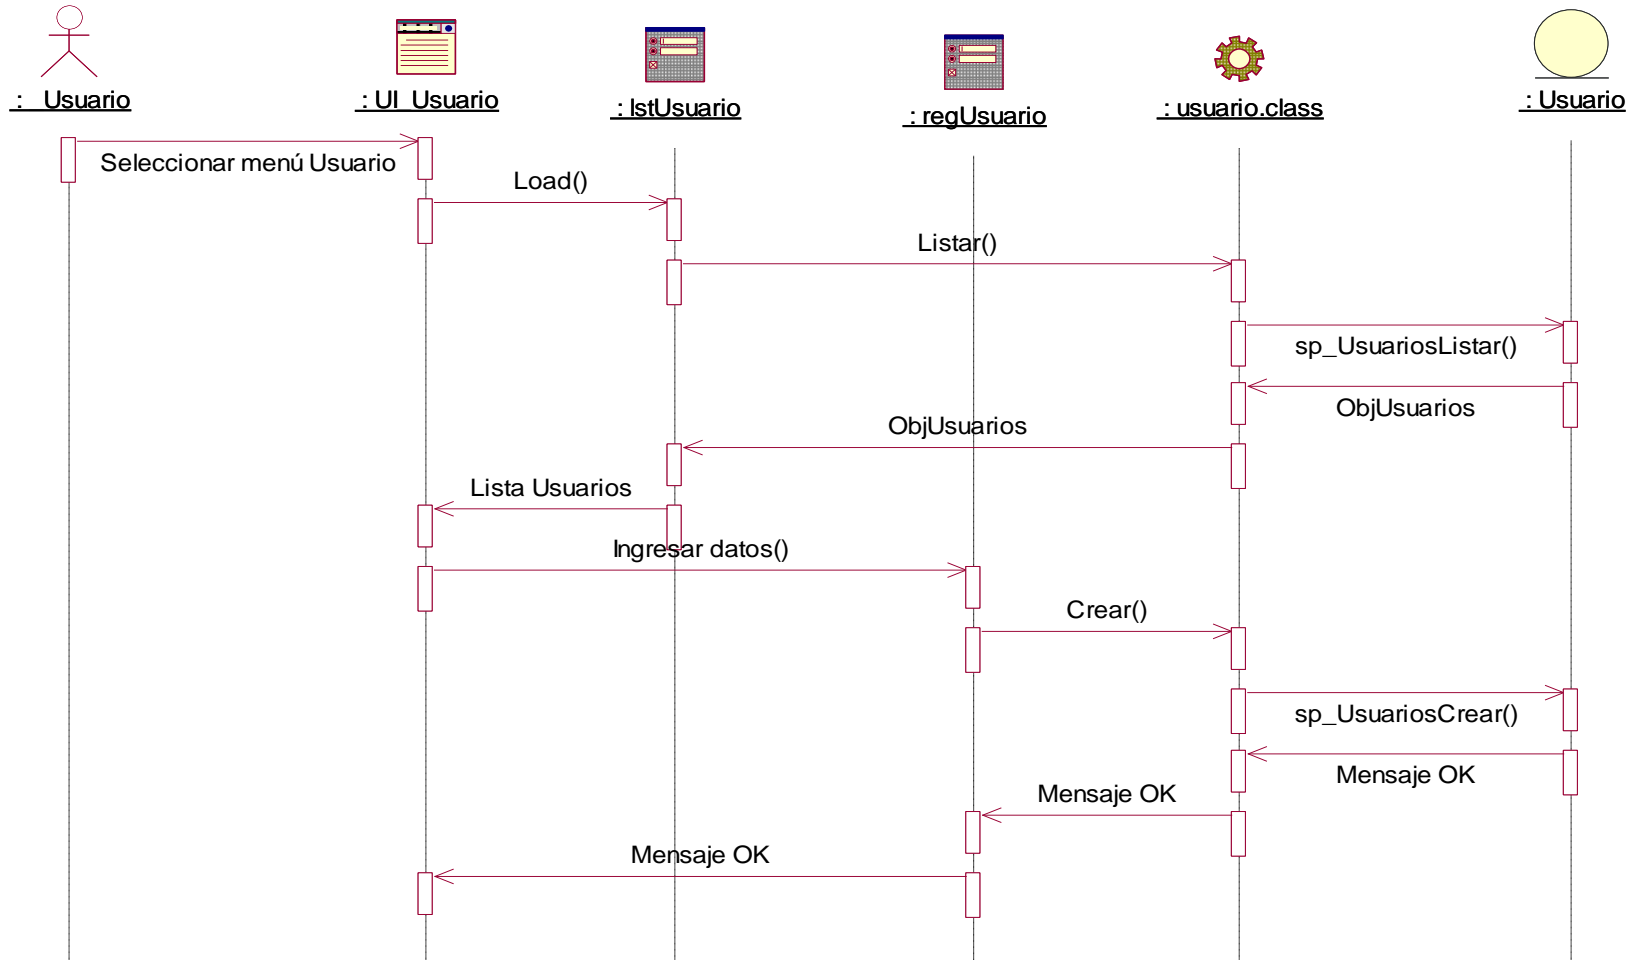 : _Usuario
: UI_Usuario
: lstUsuario
: regUsuario
: usuario.class
: Usuario
Seleccionar menú Usuario
Load()
Listar()
sp_UsuariosListar()
ObjUsuarios
ObjUsuarios
Lista Usuarios
Ingresar datos()
Crear()
sp_UsuariosCrear()
Mensaje OK
Mensaje OK
Mensaje OK